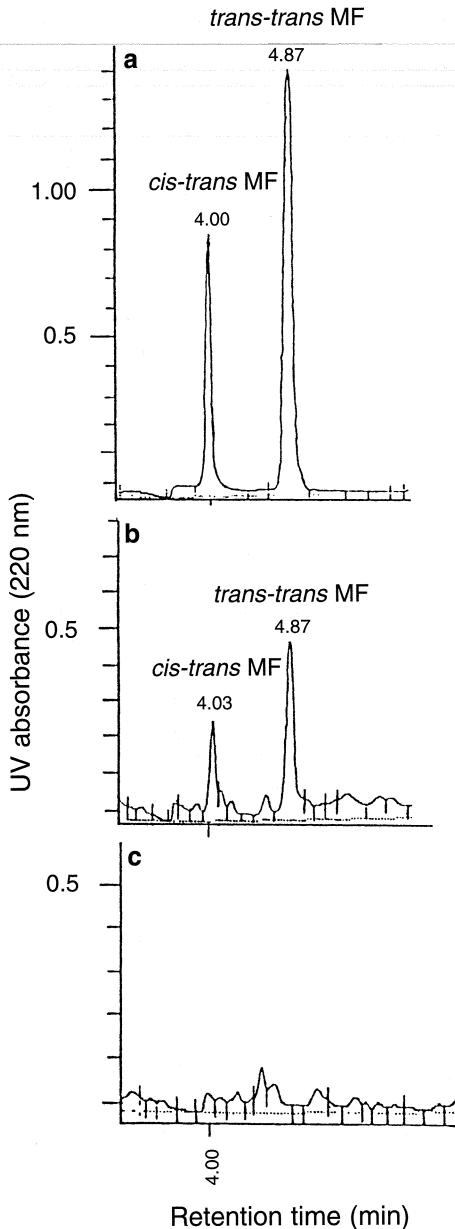 trans-trans MF
a
4.87
cis-trans MF
4.00
1.00
0.5
b
trans-trans MF
4.87
0.5
cis-trans MF
4.03
UV absorbance (220 nm)
c
0.5
4.00
Retention time (min)